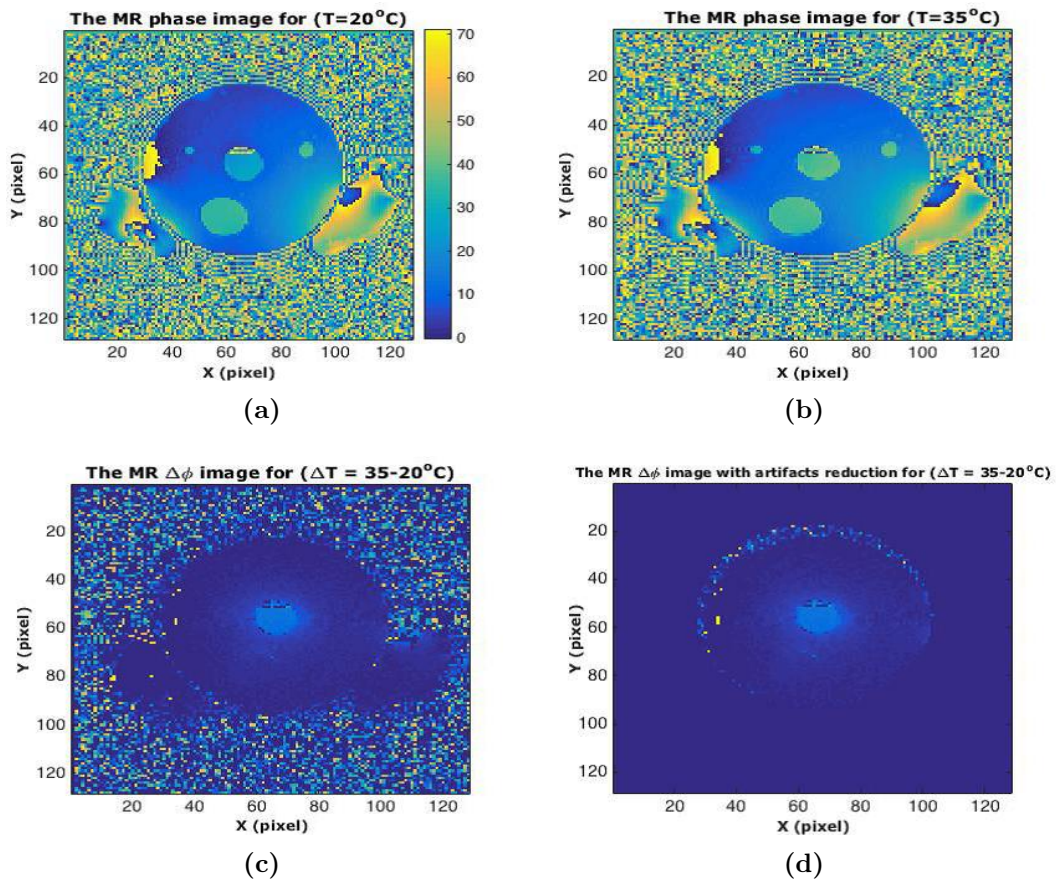 The MR phase image for (T=20°C)
Y (pixel)
20
40
60
80
100
120
20 40 60 80 100 120
X (pixel)
70
60
50
40
30
20
10
0
(a)
The MR phase image for (T=35°C)
Y (pixel)
20
40
60
80
100
120
20 40 60 80 100 120
X (pixel)
(b)
The MR Δϕ image for (ΔT = 35-20°C)
Y (pixel)
20
40
60
80
100
120
20 40 60 80 100 120
X (pixel)
(c)
The MR Δϕ image with artifacts reduction for (ΔT = 35-20°C)
Y (pixel)
20
40
60
80
100
120
20 40 60 80 100 120
X (pixel)
(d)